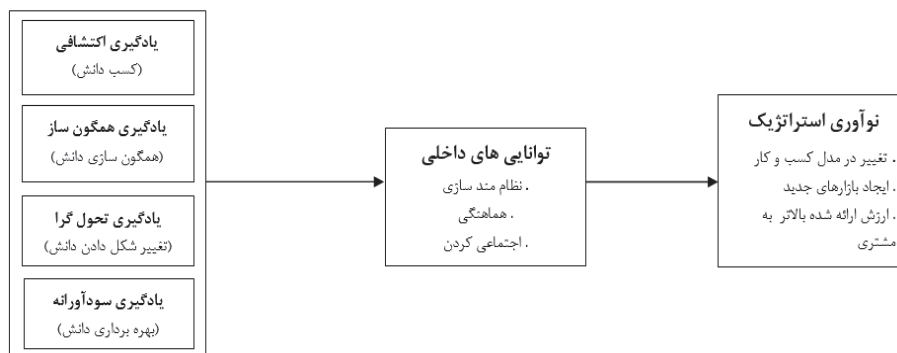 یادگیری اکتشافی
(کسب دانش)
یادگیری همگون ساز
(همگون سازی دانش)
یادگیری تحول گرا
(تغییر شکل دادن دانش)
یادگیری سودآورانه
(بهره برداری دانش)
توانایی های داخلی
. نظام مند سازی
. هماهنگی
. اجتماعی کردن
نوآوری استراتژیک
. تغییر در مدل کسب و کار
. ایجاد بازارهای جدید
. ارزش ارائه شده بالاتر به
مشتری